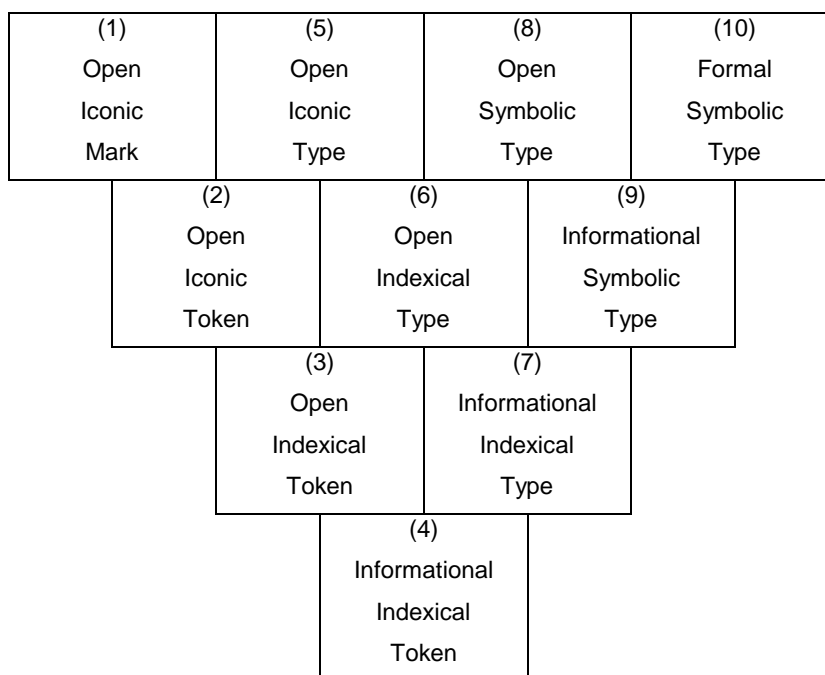 (1) (5) (8) (10)
Open Open Open Formal
Iconic Iconic Symbolic Symbolic
Mark Type Type Type
(2) (6) (9)
Open Open Informational
Iconic Indexical Symbolic
Token Type Type
(3) (7)
Open Informational
Indexical Indexical
Token Type
(4)
Informational
Indexical
Token